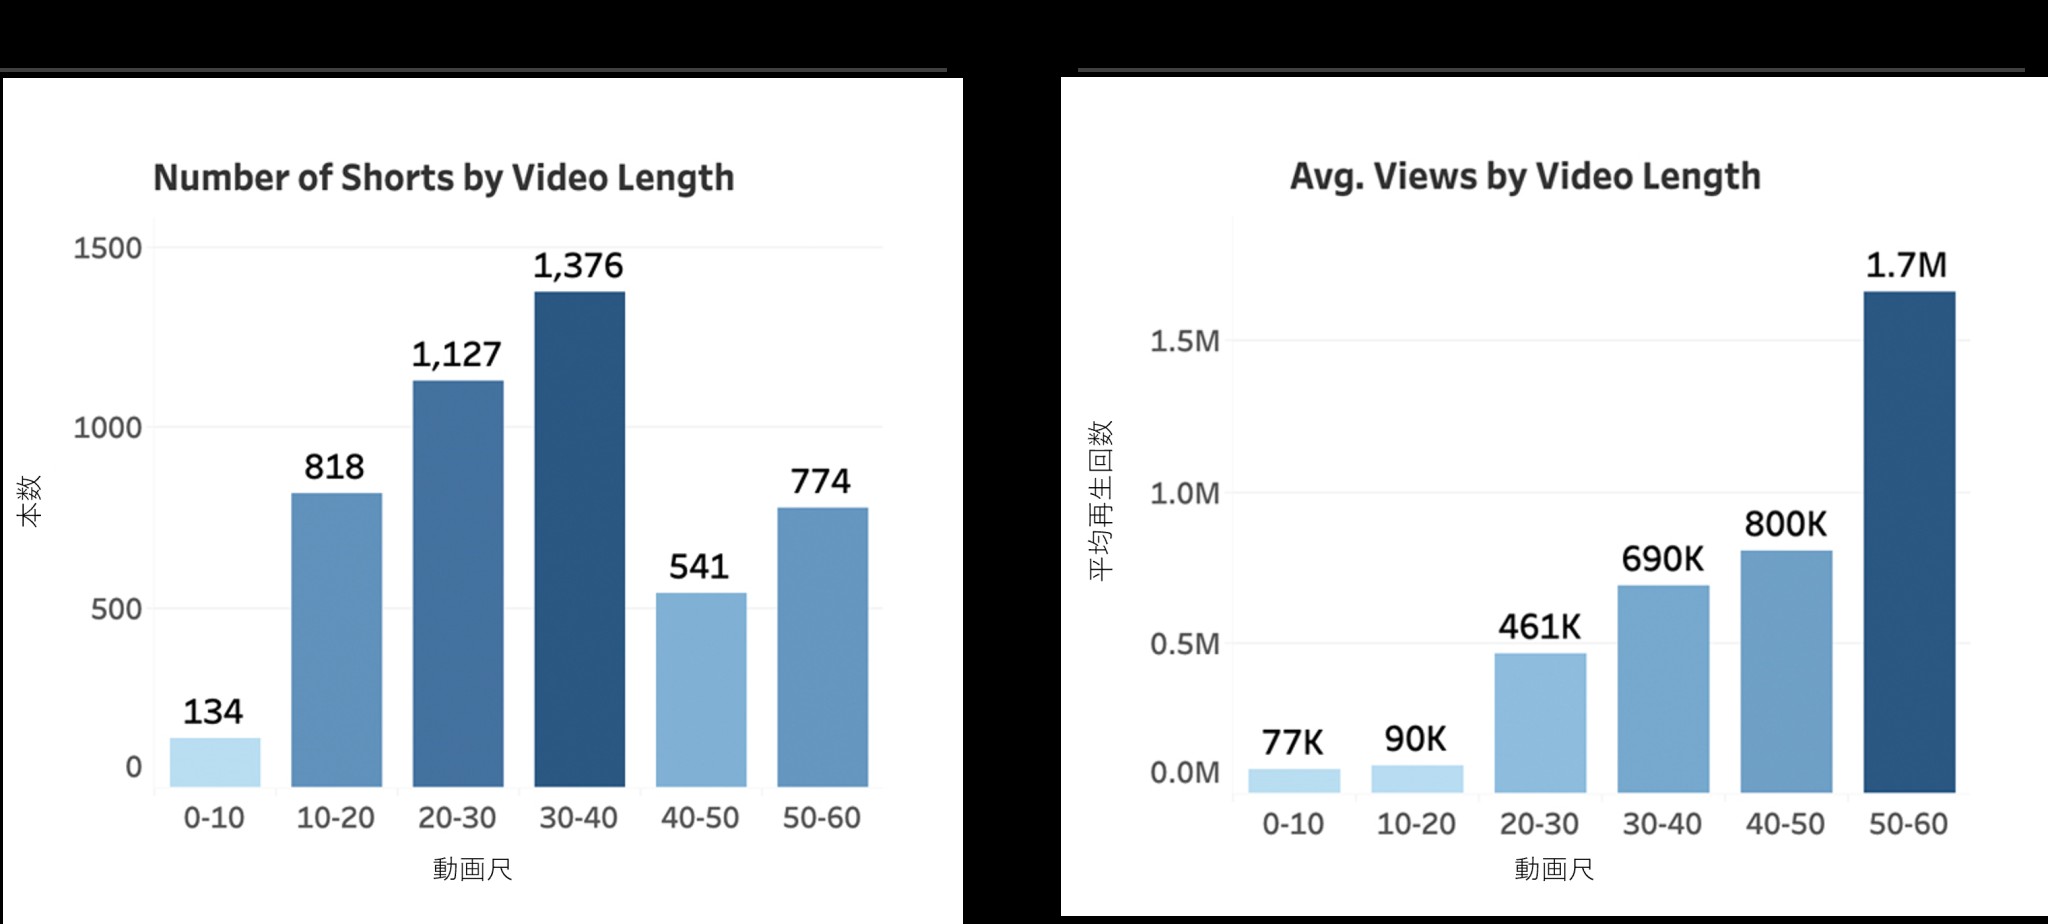 Number of Shorts by Video Length
1500
1000
500
0
134
818
1,127
1,376
541
774
0-10
10-20
20-30
30-40
40-50
50-60
本数
動画尺
Avg. Views by Video Length
1.5M
1.0M
0.5M
0.0M
77K
90K
461K
690K
800K
1.7M
0-10
10-20
20-30
30-40
40-50
50-60
平均再生回数
動画尺